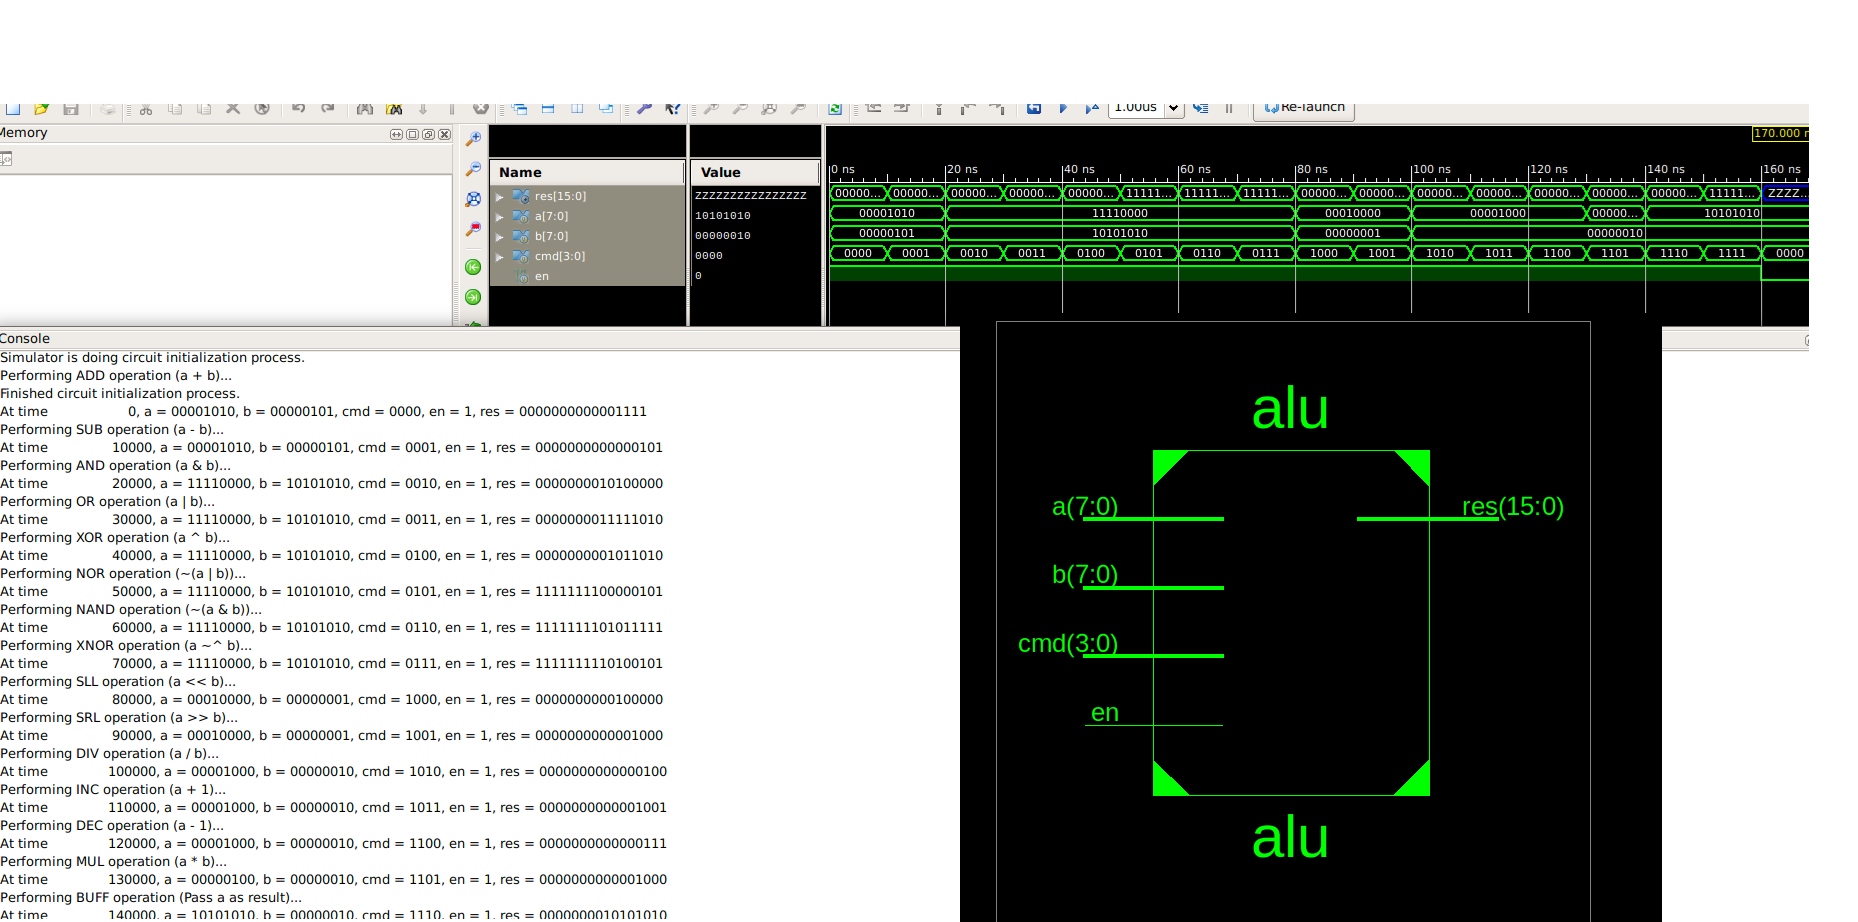 1.00us
Re-launch
Memory
170.000 n
Name
Value
0 ns 20 ns 40 ns 60 ns 80 ns 100 ns 120 ns 140 ns 160 ns
res[15:0] ZZZZZZZZZZZZZZZZ 00000... 00000... 00000... 00000... 00000... 11111... 11111... 11111... 00000... 00000... 00000... 00000... 00000... 00000... 00000... 11111... ZZZZ...
a[7:0] 10101010 00001010 11110000 00010000 00001000 00000... 10101010
b[7:0] 00000010 00000101 10101010 00000001 00000010
cmd[3:0] 0000 0000 0001 0010 0011 0100 0101 0110 0111 1000 1001 1010 1011 1100 1101 1110 1111 0000
en 0
Console
Simulator is doing circuit initialization process.
Performing ADD operation (a + b)...
Finished circuit initialization process.
At time 0, a = 00001010, b = 00000101, cmd = 0000, en = 1, res = 0000000000001111
Performing SUB operation (a - b)...
At time 10000, a = 00001010, b = 00000101, cmd = 0001, en = 1, res = 0000000000000101
Performing AND operation (a & b)...
At time 20000, a = 11110000, b = 10101010, cmd = 0010, en = 1, res = 0000000010100000
Performing OR operation (a | b)...
At time 30000, a = 11110000, b = 10101010, cmd = 0011, en = 1, res = 0000000011111010
Performing XOR operation (a ^ b)...
At time 40000, a = 11110000, b = 10101010, cmd = 0100, en = 1, res = 0000000001011010
Performing NOR operation (~(a | b))...
At time 50000, a = 11110000, b = 10101010, cmd = 0101, en = 1, res = 1111111100000101
Performing NAND operation (~(a & b))...
At time 60000, a = 11110000, b = 10101010, cmd = 0110, en = 1, res = 1111111101011111
Performing XNOR operation (a ~^ b)...
At time 70000, a = 11110000, b = 10101010, cmd = 0111, en = 1, res = 1111111110100101
Performing SLL operation (a << b)...
At time 80000, a = 00010000, b = 00000001, cmd = 1000, en = 1, res = 0000000000100000
Performing SRL operation (a >> b)...
At time 90000, a = 00010000, b = 00000001, cmd = 1001, en = 1, res = 0000000000001000
Performing DIV operation (a / b)...
At time 100000, a = 00001000, b = 00000010, cmd = 1010, en = 1, res = 0000000000000100
Performing INC operation (a + 1)...
At time 110000, a = 00001000, b = 00000010, cmd = 1011, en = 1, res = 0000000000001001
Performing DEC operation (a - 1)...
At time 120000, a = 00001000, b = 00000010, cmd = 1100, en = 1, res = 0000000000000111
Performing MUL operation (a * b)...
At time 130000, a = 00000100, b = 00000010, cmd = 1101, en = 1, res = 0000000000001000
Performing BUFF operation (Pass a as result)...
At time 140000, a = 10101010, b = 00000010, cmd = 1110, en = 1, res = 0000000010101010
alu
a(7:0)
res(15:0)
b(7:0)
cmd(3:0)
en
alu